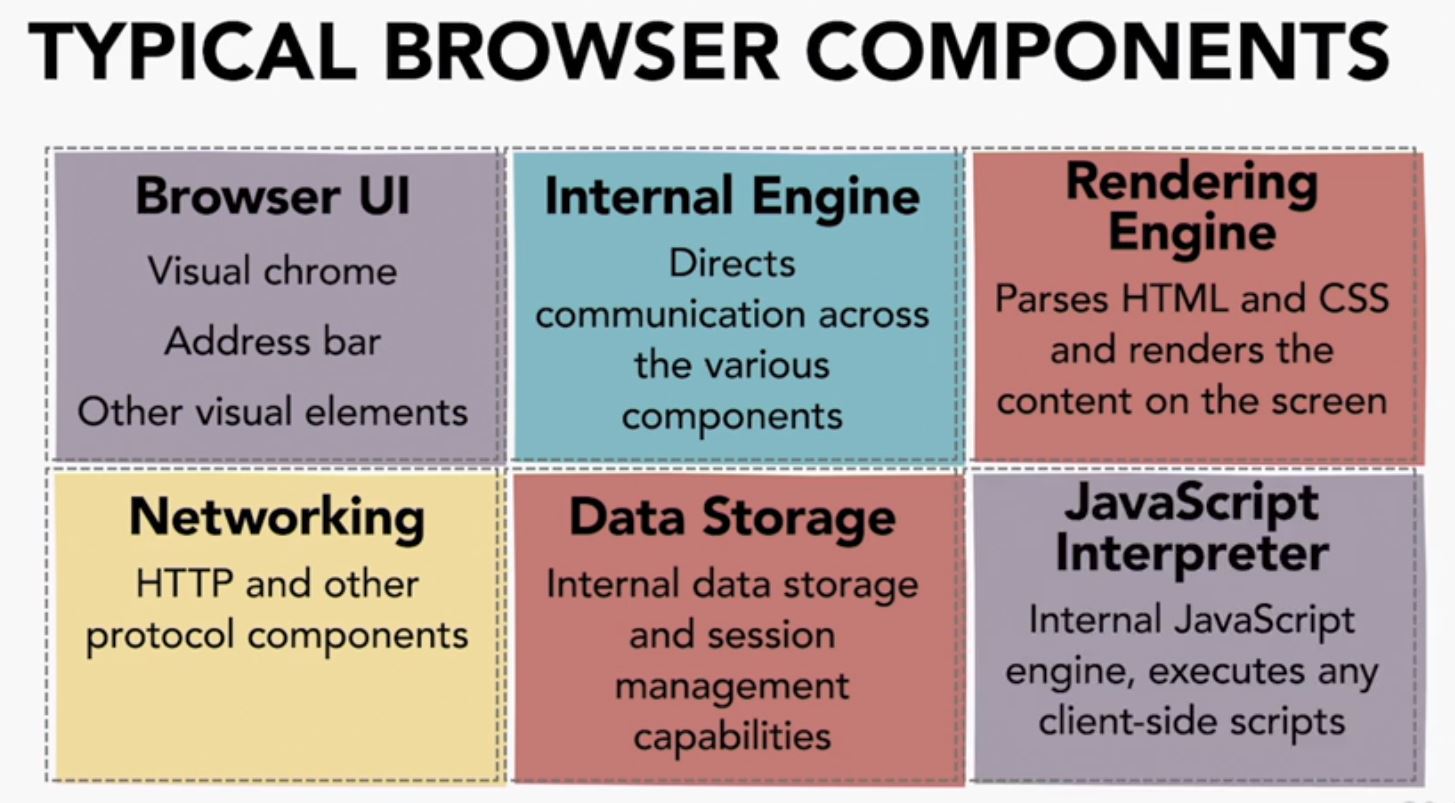 TYPICAL BROWSER COMPONENTS
Browser UI
Visual chrome
Address bar
Other visual elements
Internal Engine
Directs
communication across
the various
components
Rendering
Engine
Parses HTML and CSS
and renders the
content on the screen
Networking
HTTP and other
protocol components
Data Storage
Internal data storage
and session
management
capabilities
JavaScript
Interpreter
Internal JavaScript
engine, executes any
client-side scripts